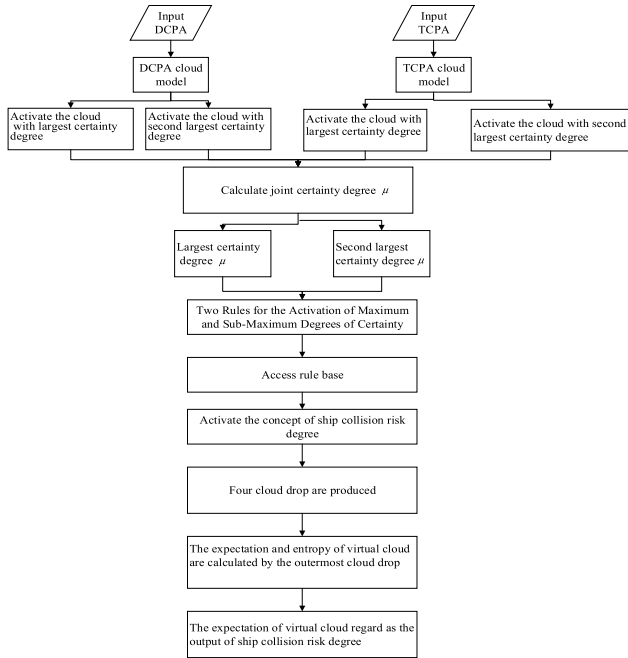 Input
DCPA
Input
TCPA
DCPA cloud
model
TCPA cloud
model
Activate the cloud
with largest certainty
degree
Activate the cloud with
second largest certainty
degree
Activate the cloud with
largest certainty
degree
Activate the cloud with second
largest certainty degree
Calculate joint certainty degree μ
Largest certainty
degree μ
Second largest
certainty degree μ
Two Rules for the Activation of Maximum
and Sub-Maximum Degrees of Certainty
Access rule base
Activate the concept of ship collision risk
degree
Four cloud drop are produced
The expectation and entropy of virtual cloud
are calculated by the outermost cloud drop
The expectation of virtual cloud regard as the
output of ship collision risk degree